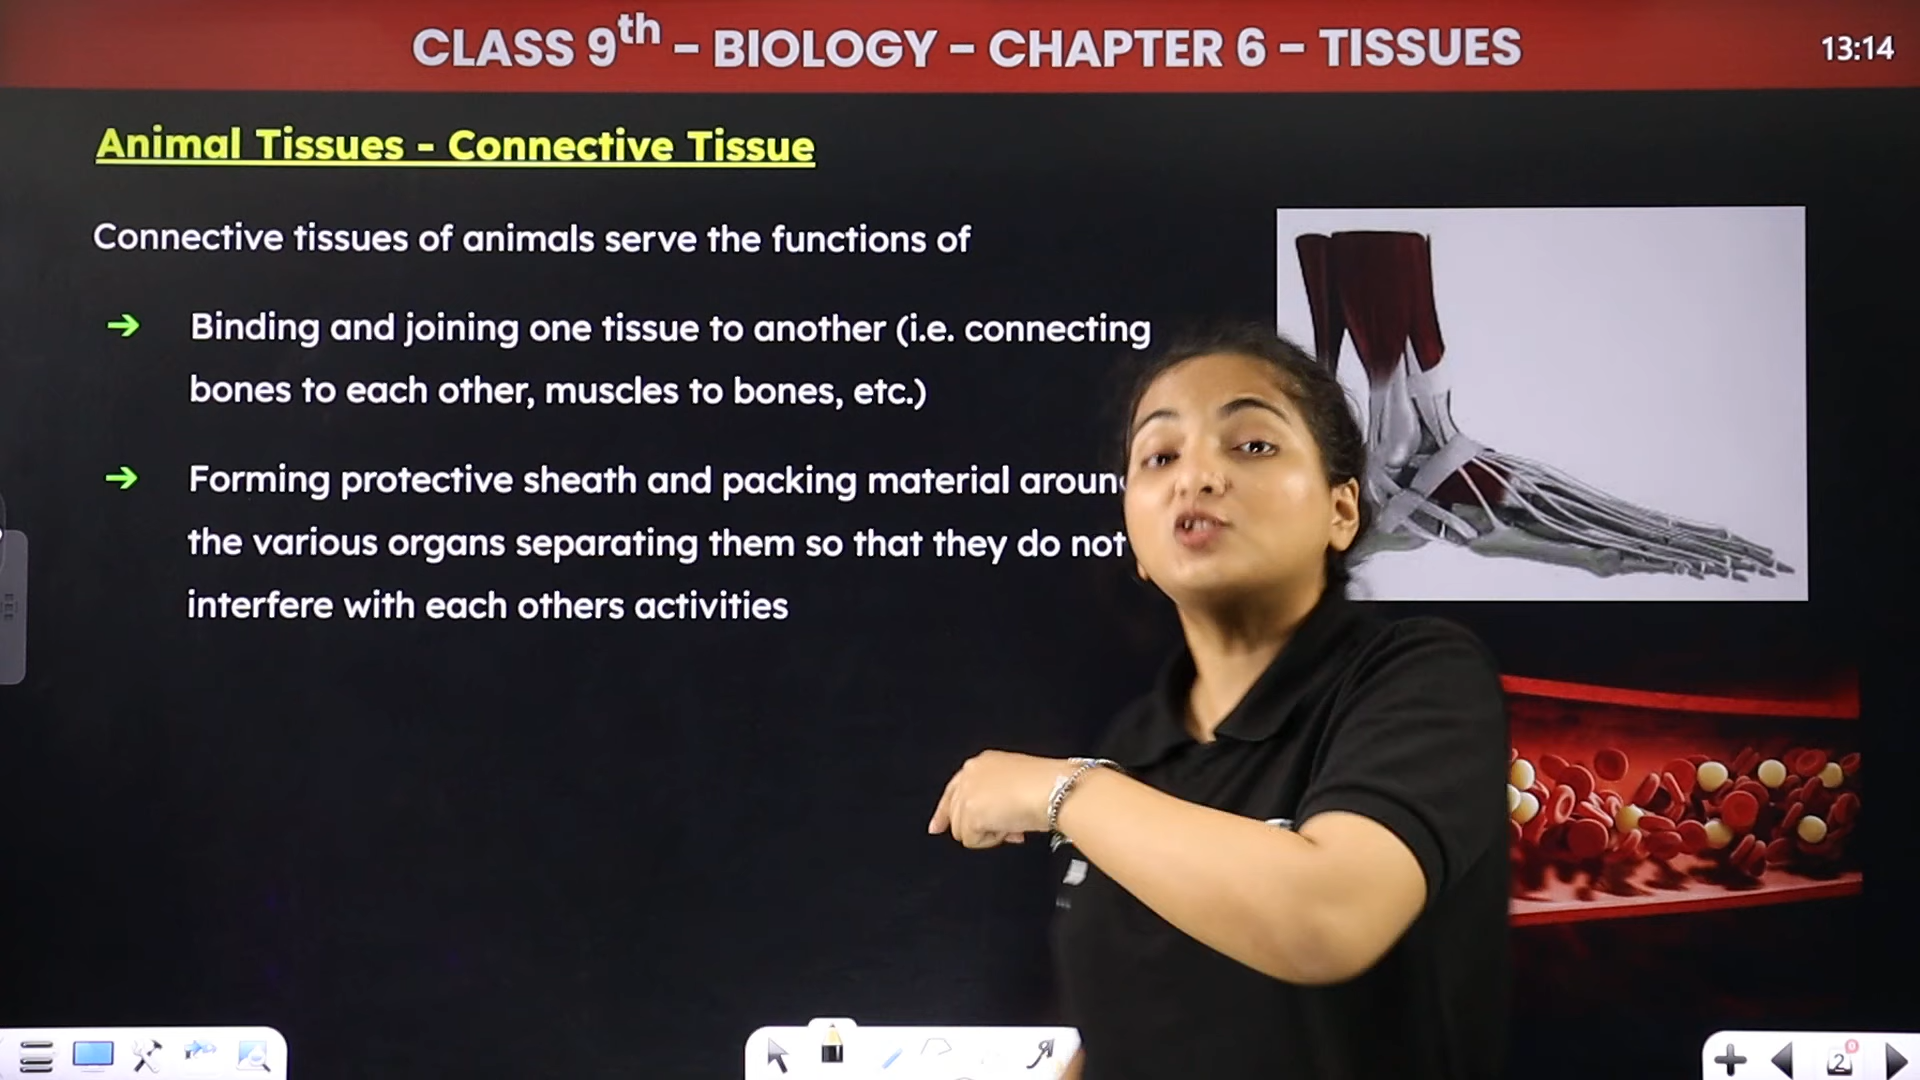 CLASS 9th – BIOLOGY – CHAPTER 6 – TISSUES
13:14
Animal Tissues - Connective Tissue
Connective tissues of animals serve the functions of
➔ Binding and joining one tissue to another (i.e. connecting
bones to each other, muscles to bones, etc.)
➔ Forming protective sheath and packing material
the various organs separating them so that they do not
interfere with each others activities
2
0